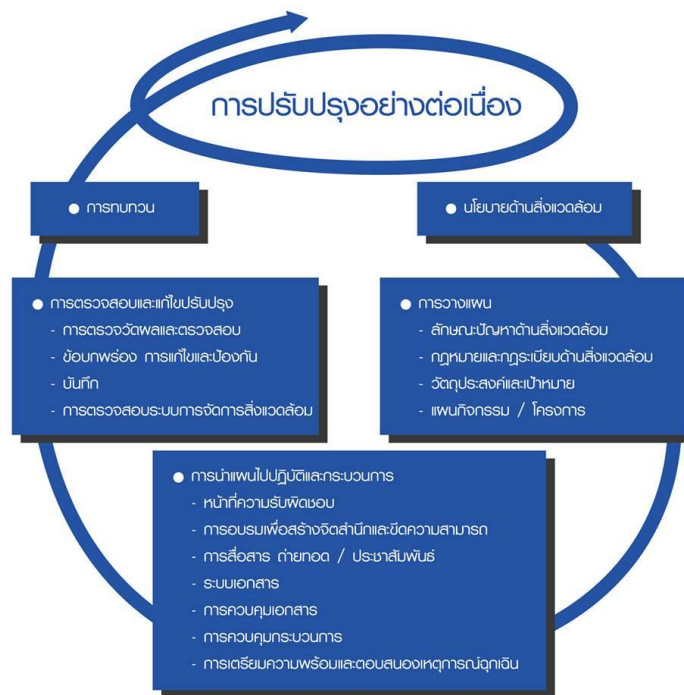 การปรับปรุงอย่างต่อเนื่อง
● นโยบายด้านสิ่งแวดล้อม
● การวางแผน
- ลักษณะปัญหาด้านสิ่งแวดล้อม
- กฎหมายและกฎระเบียบด้านสิ่งแวดล้อม
- วัตถุประสงค์และเป้าหมาย
- แผนกิจกรรม / โครงการ
● การนำแผนไปปฏิบัติและกระบวนการ
- หน้าที่ความรับผิดชอบ
- การอบรมเพื่อสร้างจิตสำนึกและขีดความสามารถ
- การสื่อสาร ถ่ายทอด / ประชาสัมพันธ์
- ระบบเอกสาร
- การควบคุมเอกสาร
- การควบคุมกระบวนการ
- การเตรียมความพร้อมและตอบสนองเหตุการณ์ฉุกเฉิน
● การตรวจสอบและแก้ไขปรับปรุง
- การตรวจวัดผลและตรวจสอบ
- ข้อบกพร่อง การแก้ไขและป้องกัน
- บันทึก
- การตรวจสอบระบบการจัดการสิ่งแวดล้อม
● การทบทวน